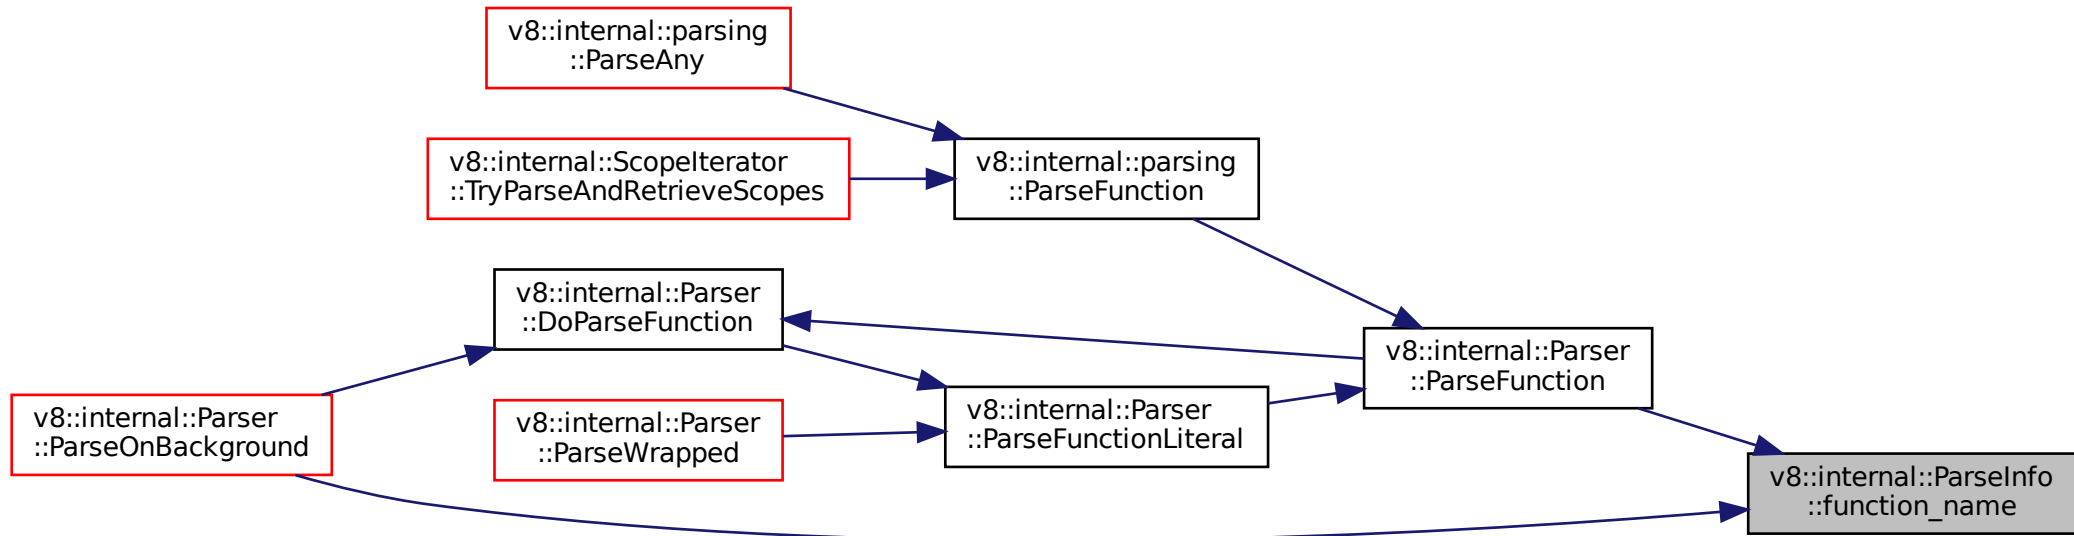 v8::internal::parsing
::ParseAny
v8::internal::ScopeIterator
::TryParseAndRetrieveScopes
v8::internal::parsing
::ParseFunction
v8::internal::Parser
::DoParseFunction
v8::internal::Parser
::ParseFunction
v8::internal::Parser
::ParseOnBackground
v8::internal::Parser
::ParseWrapped
v8::internal::Parser
::ParseFunctionLiteral
v8::internal::ParseInfo
::function_name